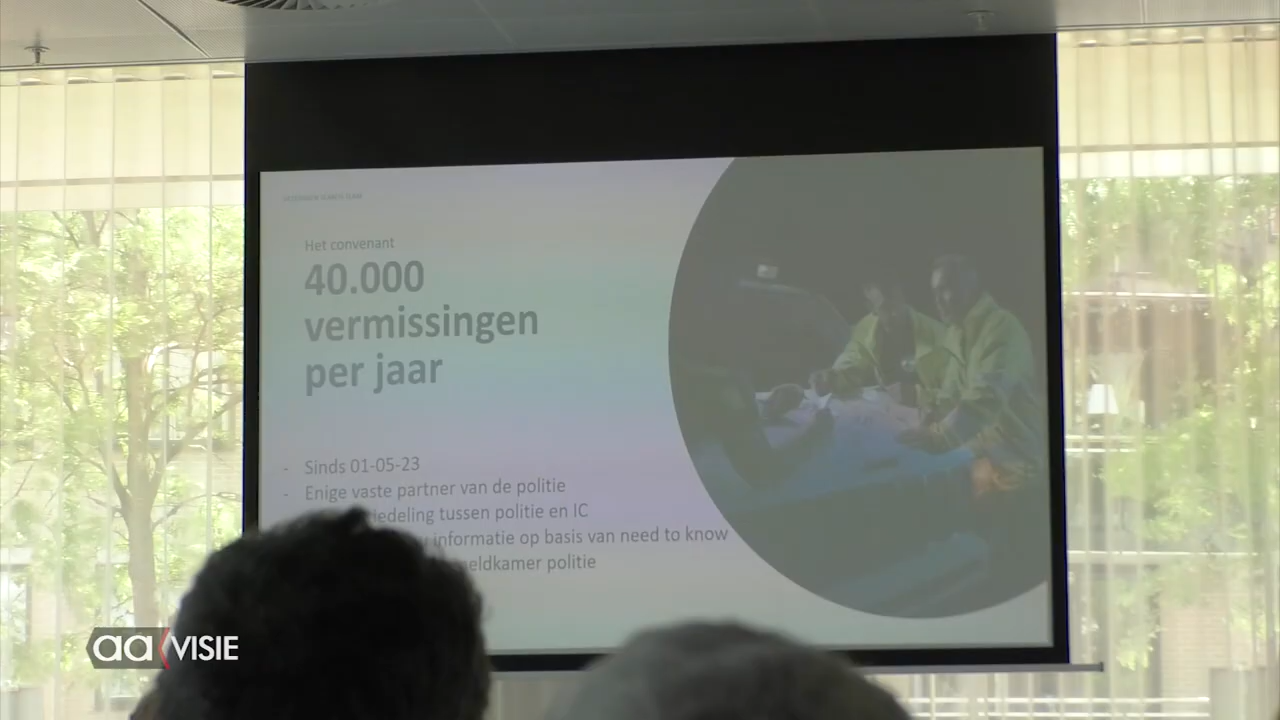 Het convenant
40.000
vermissingen
per jaar
- Sinds 01-05-23
- Enige vaste partner van de politie
tussen politie en IC
informatie op basis van need to know
meldkamer politie
aa VISIE